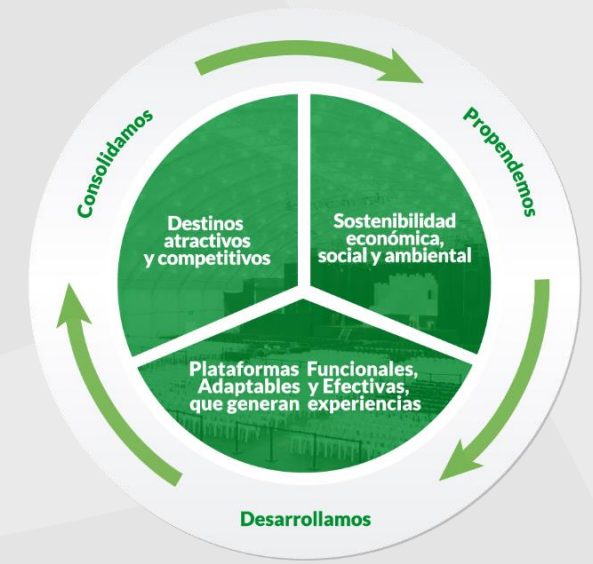 Consolidamos
Propendemos
Destinos
atractivos
y competitivos
Sostenibilidad
económica,
social y ambiental
Plataformas Funcionales,
Adaptables y Efectivas,
que generan experiencias
Desarrollamos